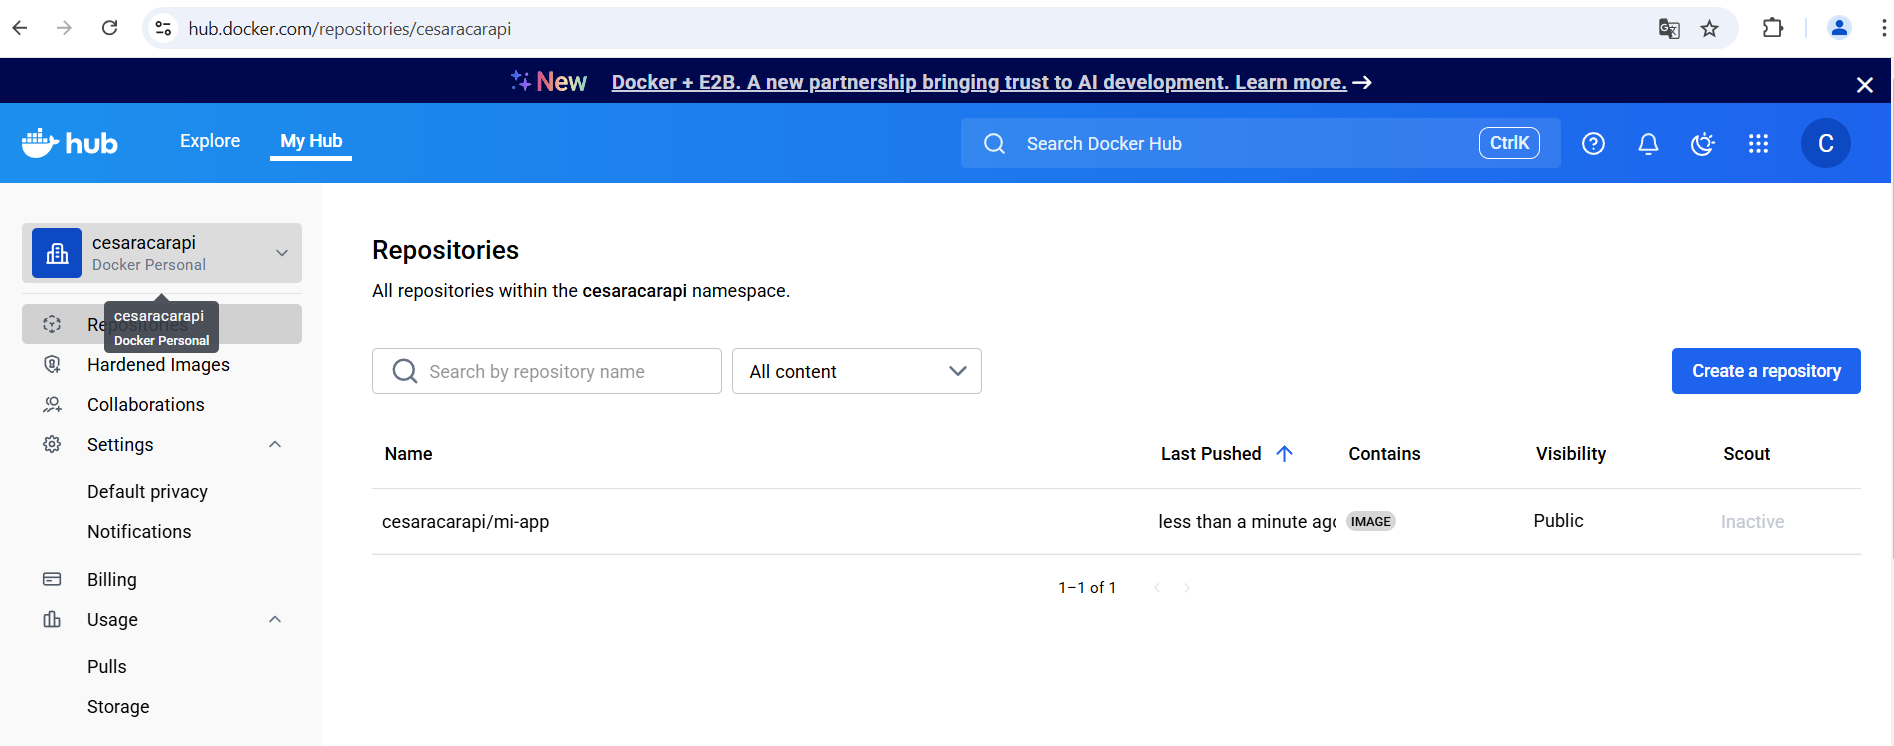 hub.docker.com/repositories/cesaracarapi
New Docker + E2B. A new partnership bringing trust to AI development. Learn more. →
hub Explore My Hub Search Docker Hub CtrlK C
cesaracarapi
Docker Personal
Repositories
cesaracarapi
Docker Personal
Hardened Images
Collaborations
Settings
Default privacy
Notifications
Billing
Usage
Pulls
Storage
Repositories
All repositories within the cesaracarapi namespace.
Search by repository name All content Create a repository
Name Last Pushed Contains Visibility Scout
cesaracarapi/mi-app less than a minute ago IMAGE Public Inactive
1–1 of 1